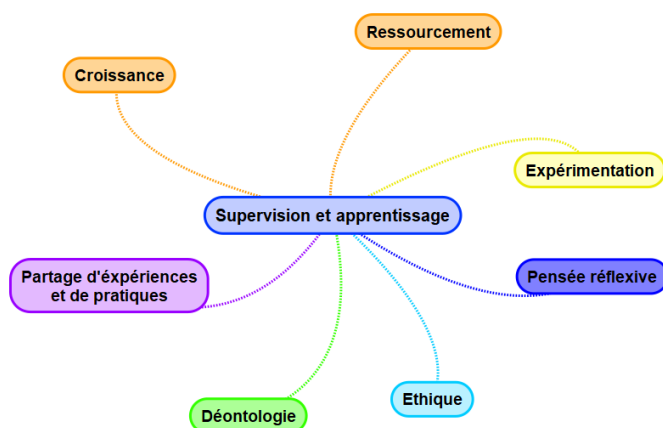 Ressourcement
Croissance
Expérimentation
Supervision et apprentissage
Partage d'éxpériences
et de pratiques
Pensée réflexive
Ethique
Déontologie